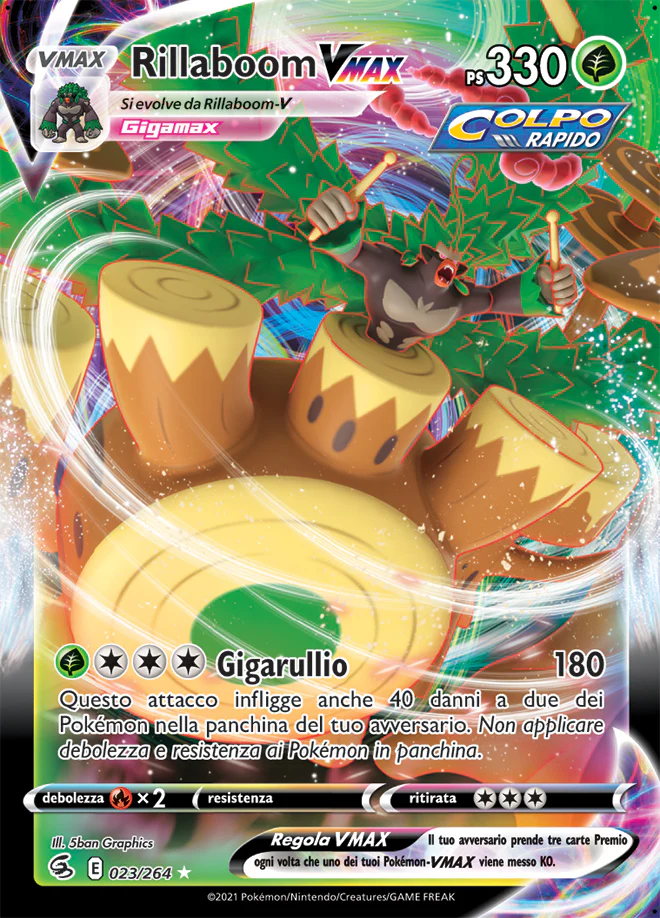 VMAX
Rillaboom VMAX
PS 330
Si evolve da Rillaboom-V
Gigamax
COLPO
RAPIDO
Gigarullio 180
Questo attacco infligge anche 40 danni a due dei
Pokémon nella panchina del tuo avversario. Non applicare
debolezza e resistenza ai Pokémon in panchina.
debolezza ×2 resistenza ritirata
Ill. 5ban Graphics
Regola VMAX Il tuo avversario prende tre carte Premio
ogni volta che uno dei tuoi Pokémon-VMAX viene messo KO.
E 023/264
©2021 Pokémon/Nintendo/Creatures/GAME FREAK